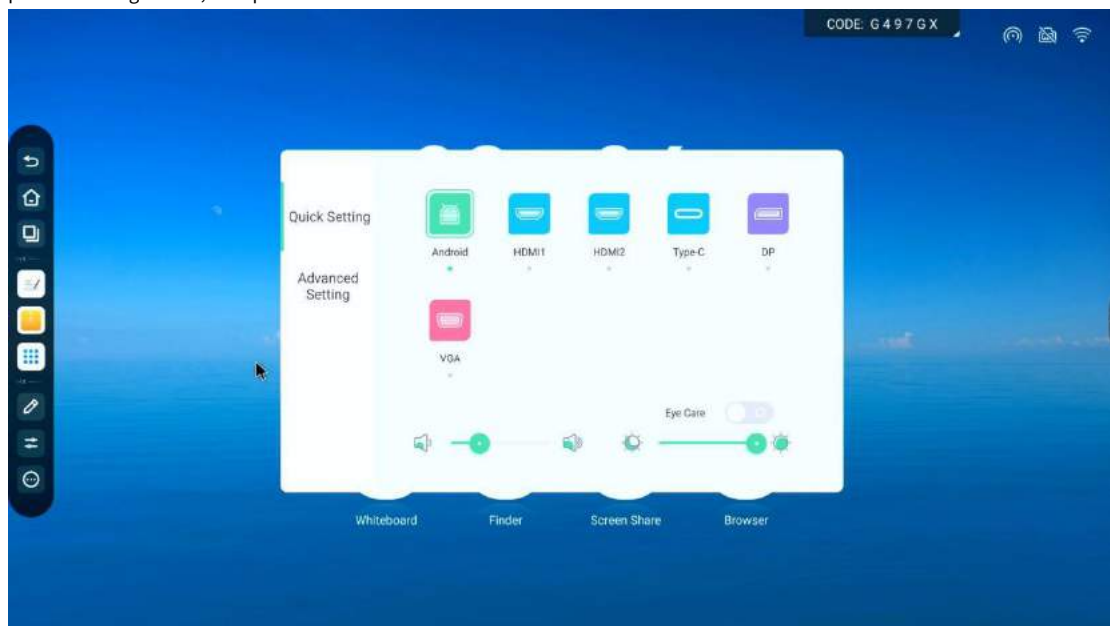 CODE: G497GX
Quick Setting
Advanced
Setting
Android
HDMI1
HDMI2
Type-C
DP
VGA
Eye Care
Whiteboard
Finder
Screen Share
Browser